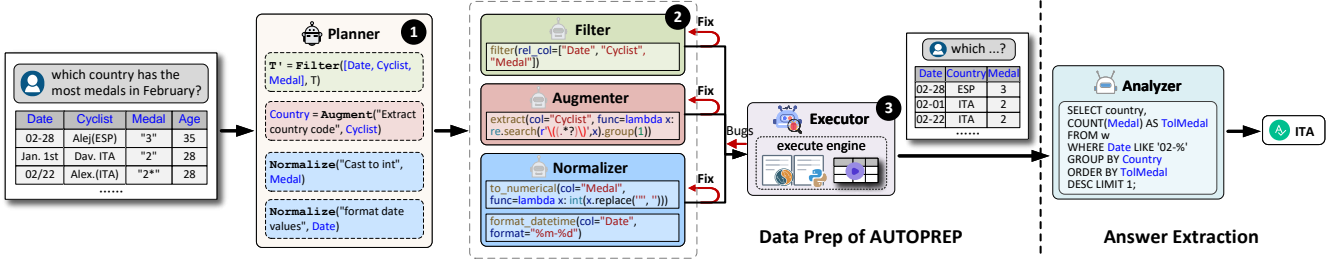 which country has the
most medals in February?
Date Cyclist Medal Age
02-28 Alej(ESP) "3" 35
Jan. 1st Dav. ITA "2" 28
02/22 Alex.(ITA) "2*" 28
......
Planner
1
T' = Filter([Date, Cyclist,
Medal], T)
Country = Augment("Extract
country code", Cyclist)
Normalize("Cast to int",
Medal)
Normalize("format date
values", Date)
2
Fix
Filter
filter(rel_col=["Date", "Cyclist",
"Medal"])
Fix
Augmenter
extract(col="Cyclist", func=lambda x:
re.search(r'\((.*?)\)',x).group(1))
Fix
Normalizer
to_numerical(col="Medal",
func=lambda x: int(x.replace('"', '')))
format_datetime(col="Date",
format="%m-%d")
Bugs
3
Executor
execute engine
which ...?
Date Country Medal
02-28 ESP 3
02-01 ITA 2
02-22 ITA 2
......
Data Prep of AUTOPREP
Analyzer
SELECT country,
COUNT(Medal) AS TolMedal
FROM w
WHERE Date LIKE '02-%'
GROUP BY Country
ORDER BY TolMedal
DESC LIMIT 1;
ITA
Answer Extraction